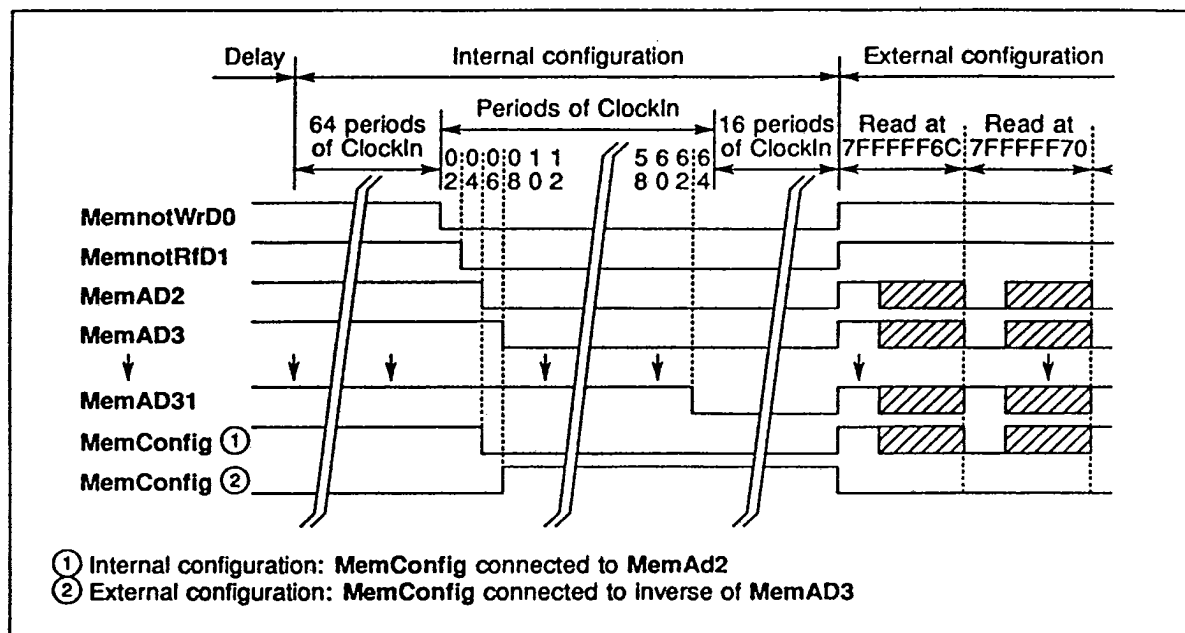 Delay Internal configuration External configuration
Periods of ClockIn
64 periods of ClockIn
16 periods of ClockIn
Read at 7FFFFF6C
Read at 7FFFFF70
0 0 0 0 1 1 5 6 6 6
2 4 6 8 0 2 8 0 2 4
MemnotWrD0
MemnotRfD1
MemAD2
MemAD3
MemAD31
MemConfig ①
MemConfig ②
① Internal configuration: MemConfig connected to MemAd2
② External configuration: MemConfig connected to inverse of MemAD3